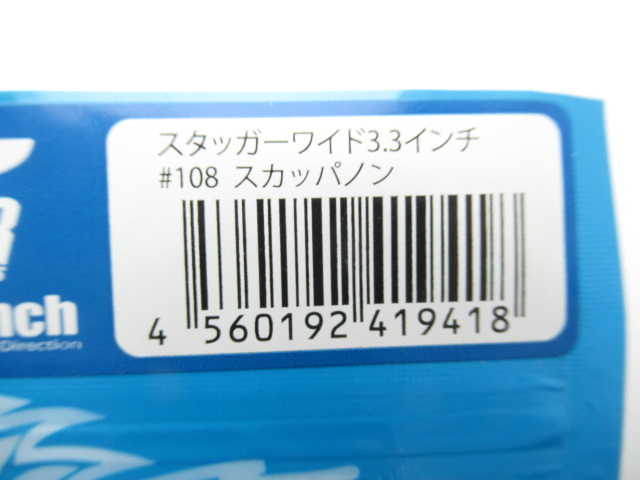 スタッガーワイド3.3インチ
#108 スカッパノン
4 560192 419418
nch
Direction